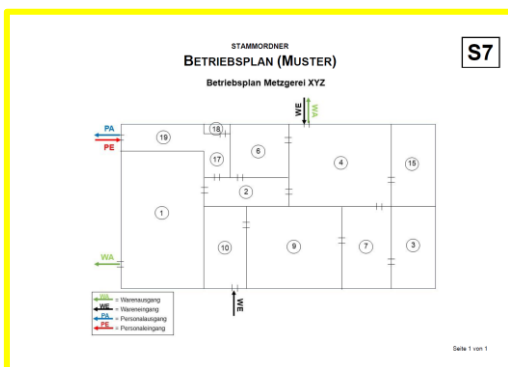 STAMMORDNER
BETRIEBSPLAN (MUSTER)
S7
Betriebsplan Metzgerei XYZ
WE
WA
PA
PE
19
18
17
6
4
15
2
1
10
9
7
3
WA
WE
WA = Warenausgang
WE = Wareneingang
PA = Personalausgang
PE = Personaleingang
Seite 1 von 1